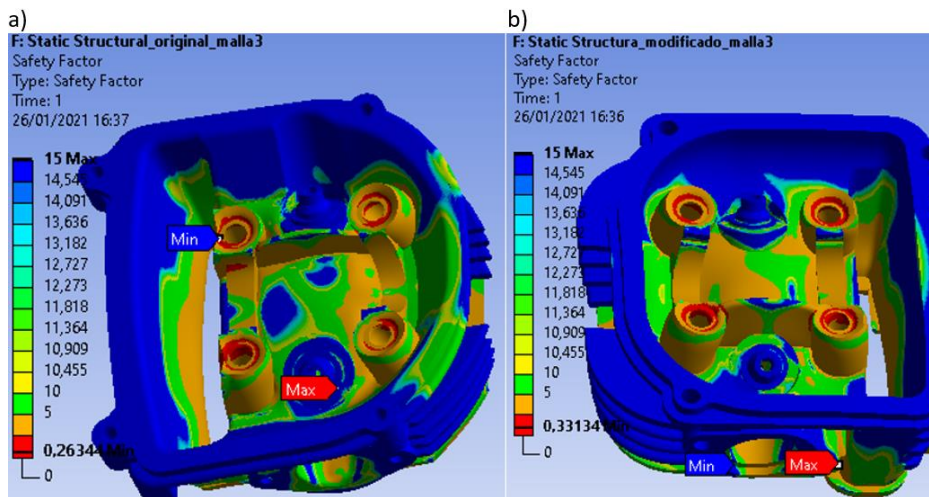 a)
F: Static Structural_original_malla3
Safety Factor
Type: Safety Factor
Time: 1
26/01/2021 16:37
15 Max
14,545
14,091
13,636
13,182
12,727
12,273
11,818
11,364
10,909
10,455
10
5
0,26344 Min
0
Min
Max
b)
F: Static Structura_modificado_malla3
Safety Factor
Type: Safety Factor
Time: 1
26/01/2021 16:36
15 Max
14,545
14,091
13,636
13,182
12,727
12,273
11,818
11,364
10,909
10,455
10
5
0,33134 Min
0
Min
Max